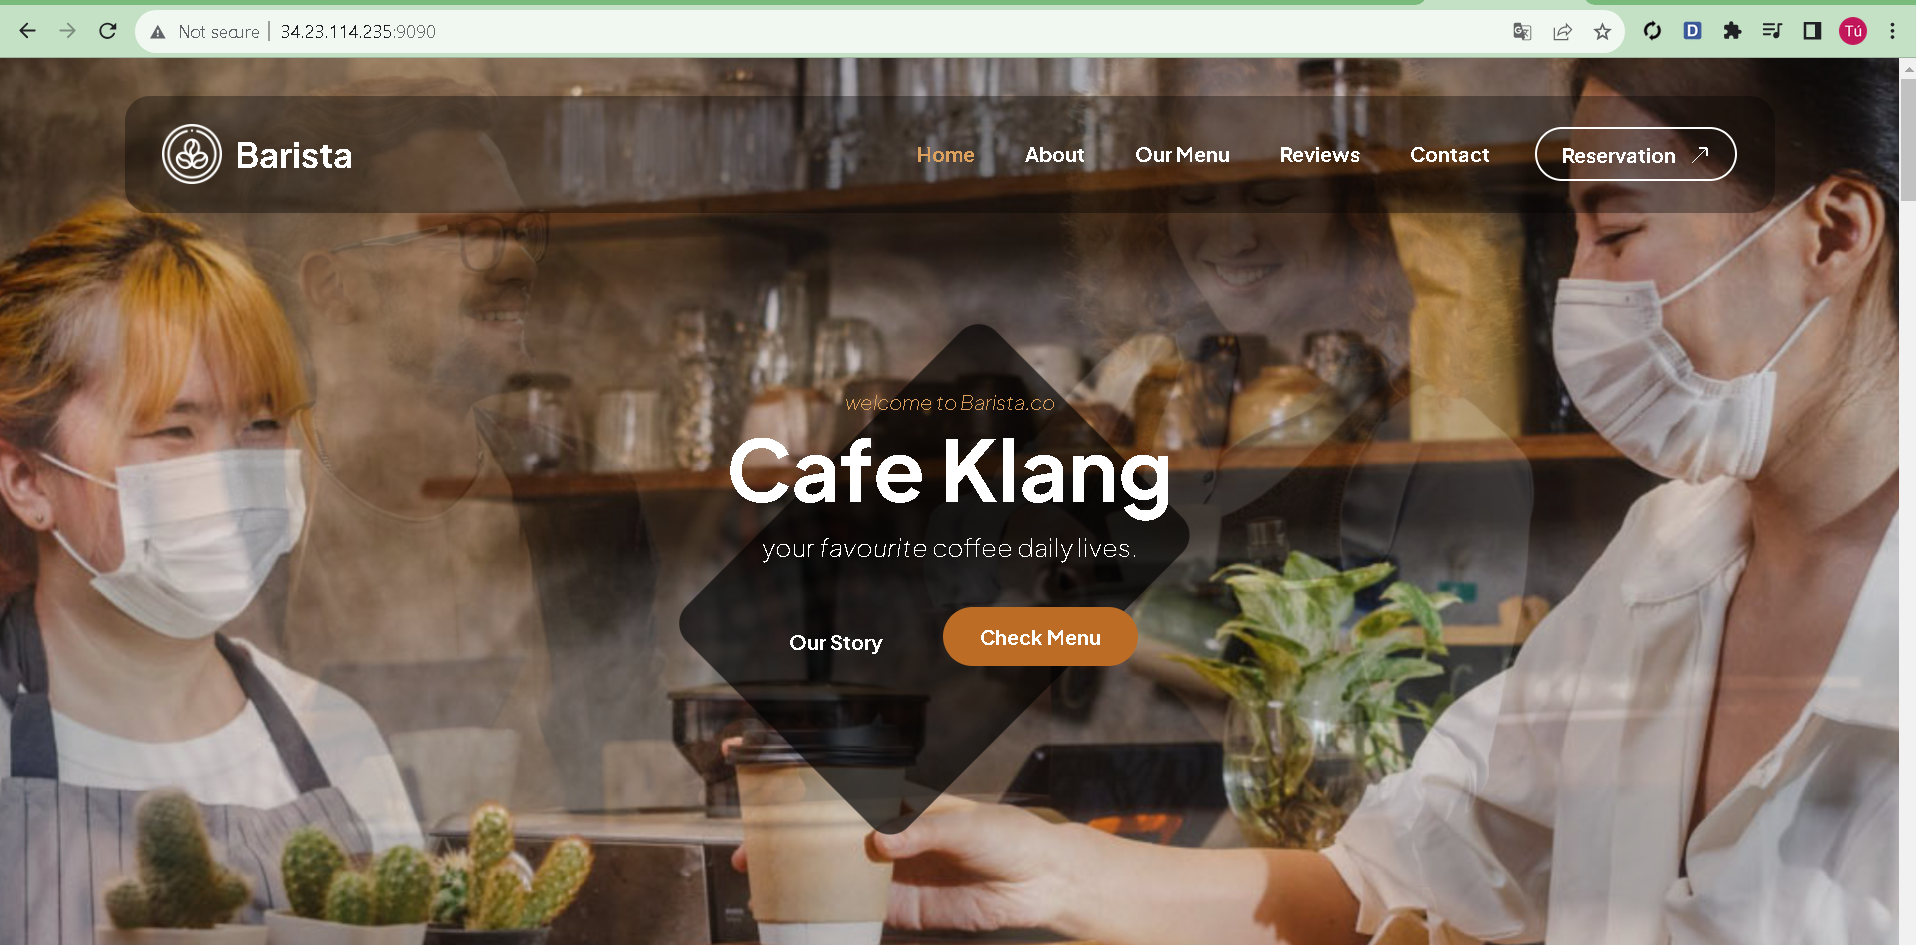 Not secure | 34.23.114.235:9090
D
Tú
Barista
Home About Our Menu Reviews Contact Reservation
welcome to Barista.co
Cafe Klang
your favourite coffee daily lives.
Our Story Check Menu